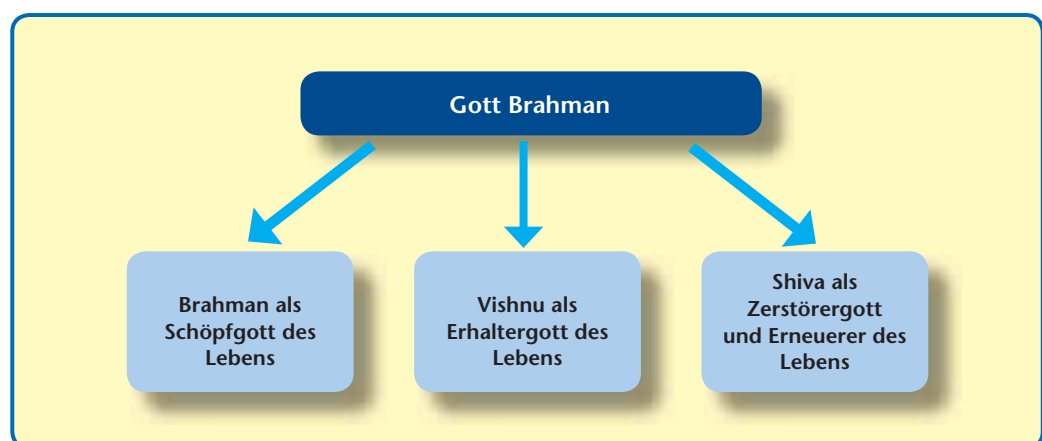 Gott Brahman
Brahman als
Schöpfgott des
Lebens
Vishnu als
Erhaltergott des
Lebens
Shiva als
Zerstörergott
und Erneuerer des
Lebens